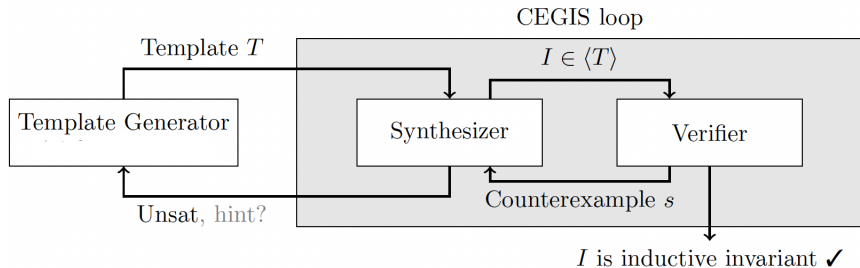 CEGIS loop
Template T
I ∈ ⟨T⟩
Template Generator
Synthesizer
Verifier
Unsat, hint?
Counterexample s
I is inductive invariant ✓